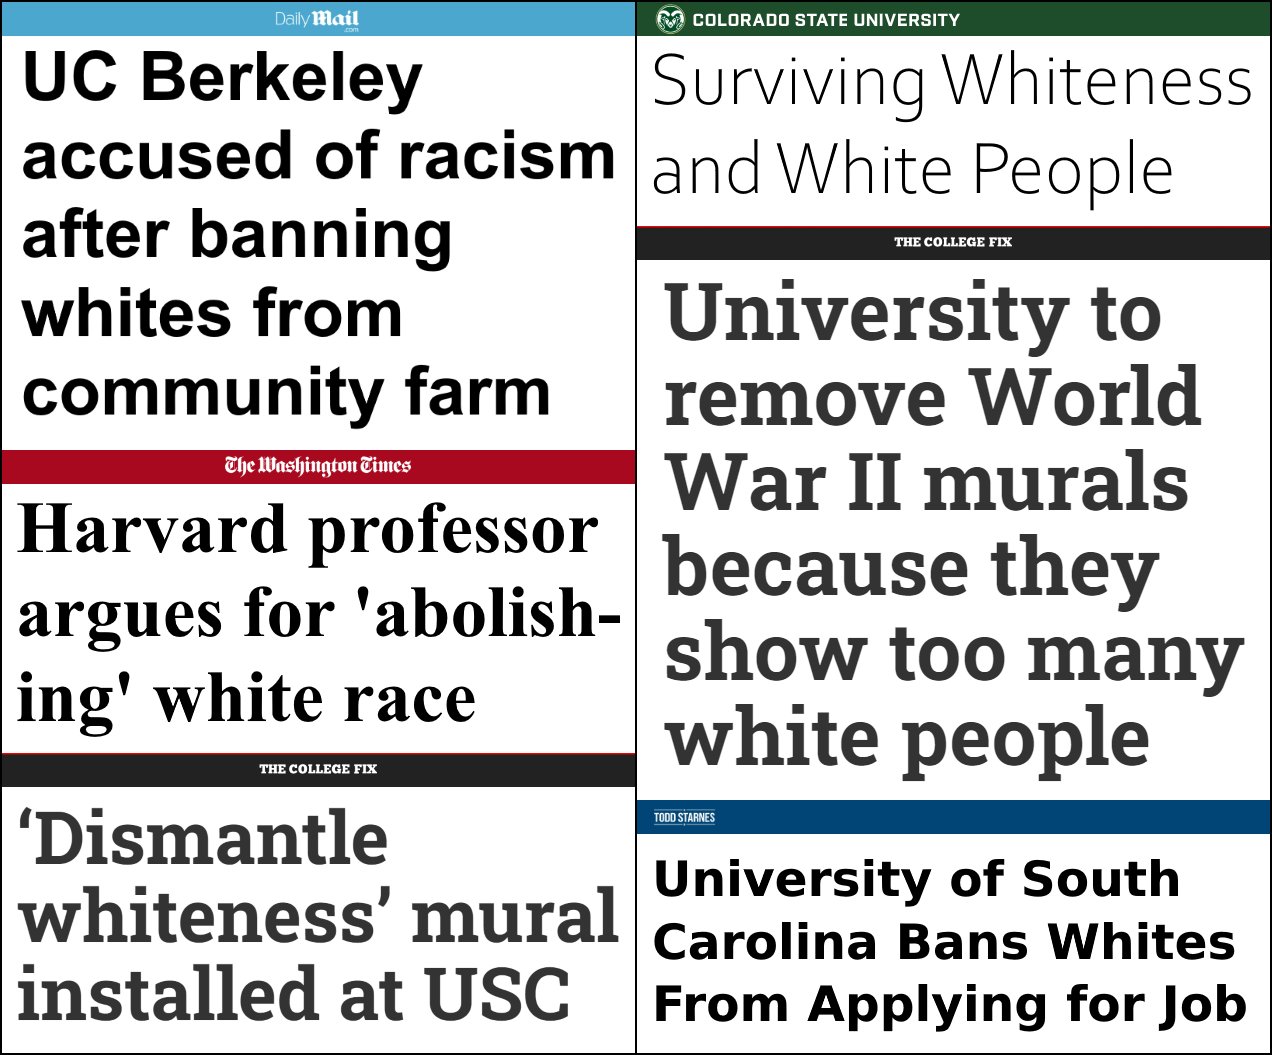 Daily Mail
.com
UC Berkeley
accused of racism
after banning
whites from
community farm
The Washington Times
Harvard professor
argues for 'abolish-
ing' white race
THE COLLEGE FIX
‘Dismantle
whiteness’ mural
installed at USC
COLORADO STATE UNIVERSITY
Surviving Whiteness
and White People
THE COLLEGE FIX
University to
remove World
War II murals
because they
show too many
white people
TODD STARNES
University of South
Carolina Bans Whites
From Applying for Job